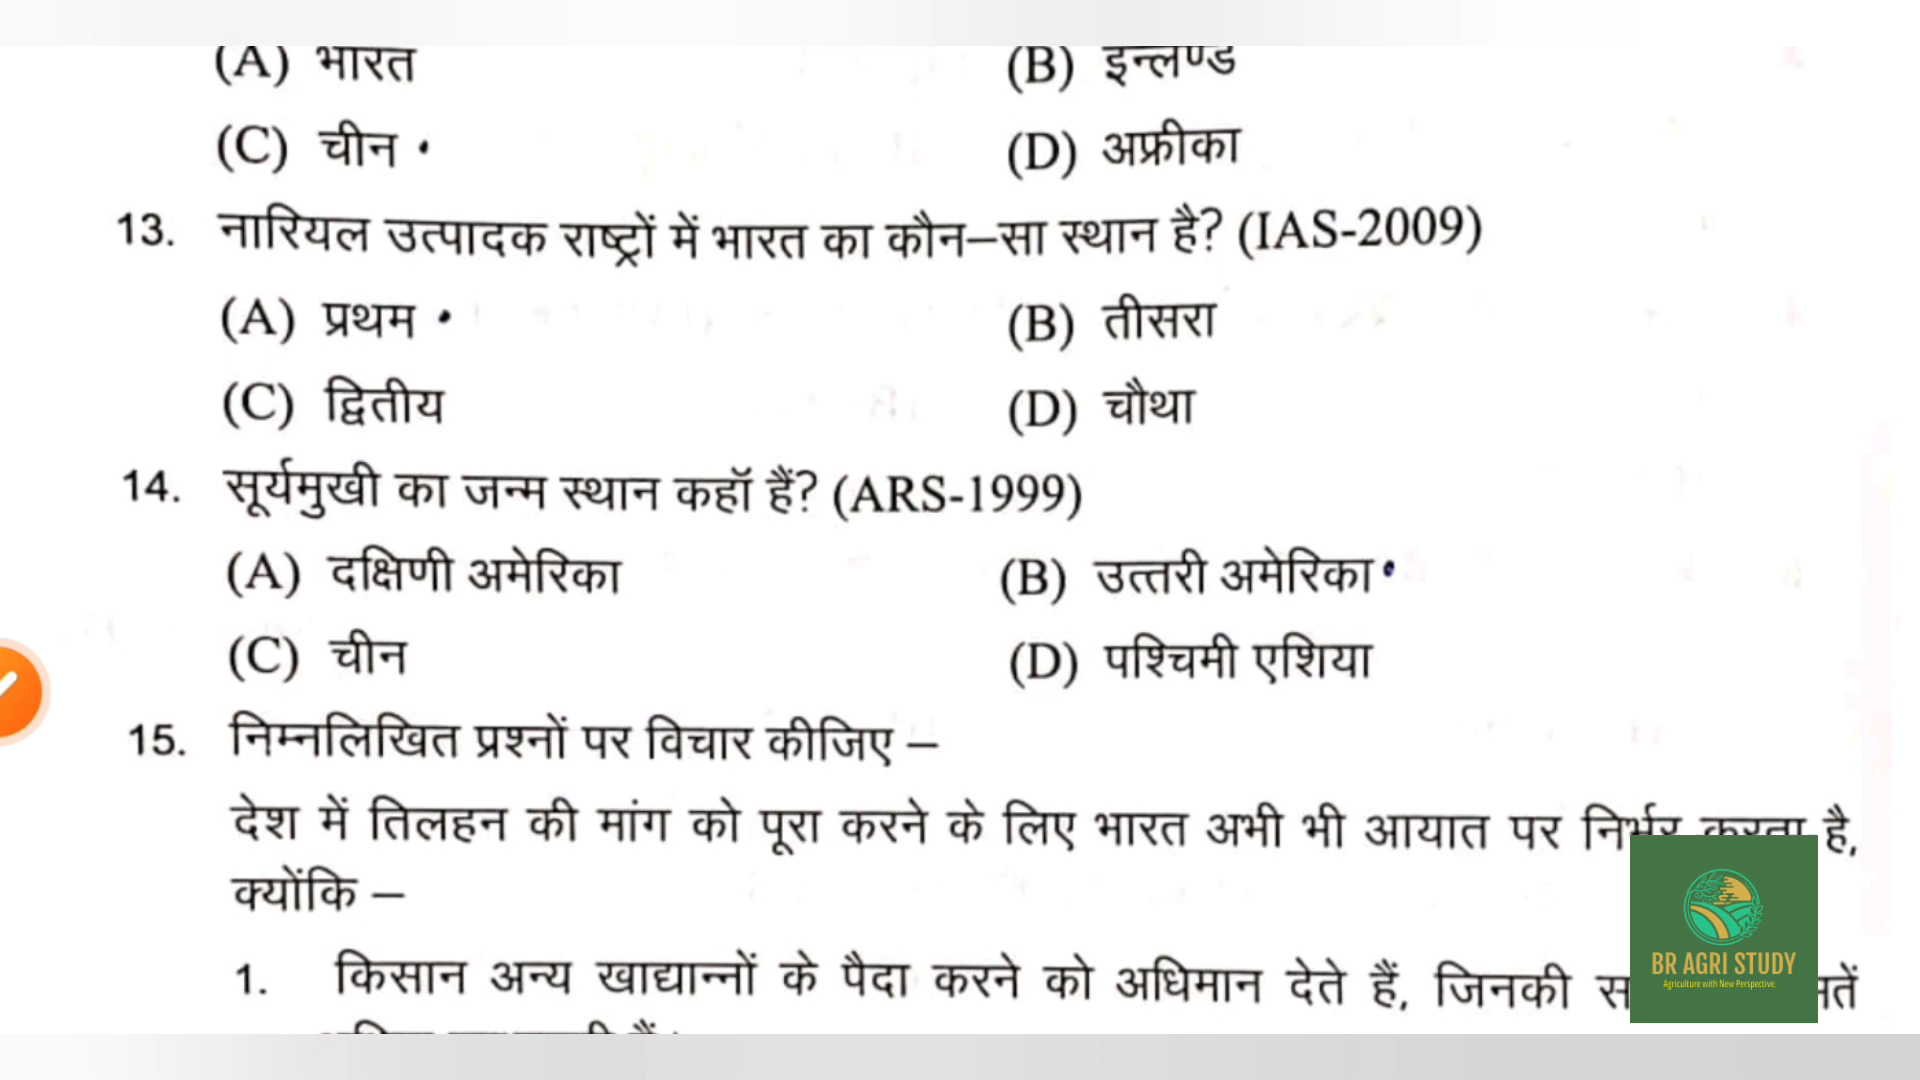 (A) भारत (B) इन्लण्ड
(C) चीन (D) अफ्रीका
13. नारियल उत्पादक राष्ट्रों में भारत का कौन–सा स्थान है? (IAS-2009)
(A) प्रथम (B) तीसरा
(C) द्वितीय (D) चौथा
14. सूर्यमुखी का जन्म स्थान कहॉ हैं? (ARS-1999)
(A) दक्षिणी अमेरिका (B) उत्तरी अमेरिका
(C) चीन (D) पश्चिमी एशिया
15. निम्नलिखित प्रश्नों पर विचार कीजिए –
देश में तिलहन की मांग को पूरा करने के लिए भारत अभी भी आयात पर निर्भर करता है,
क्योंकि –
1. किसान अन्य खाद्यान्नों के पैदा करने को अधिमान देते हैं, जिनकी
BR AGRI STUDY
Agriculture with New Perspective.